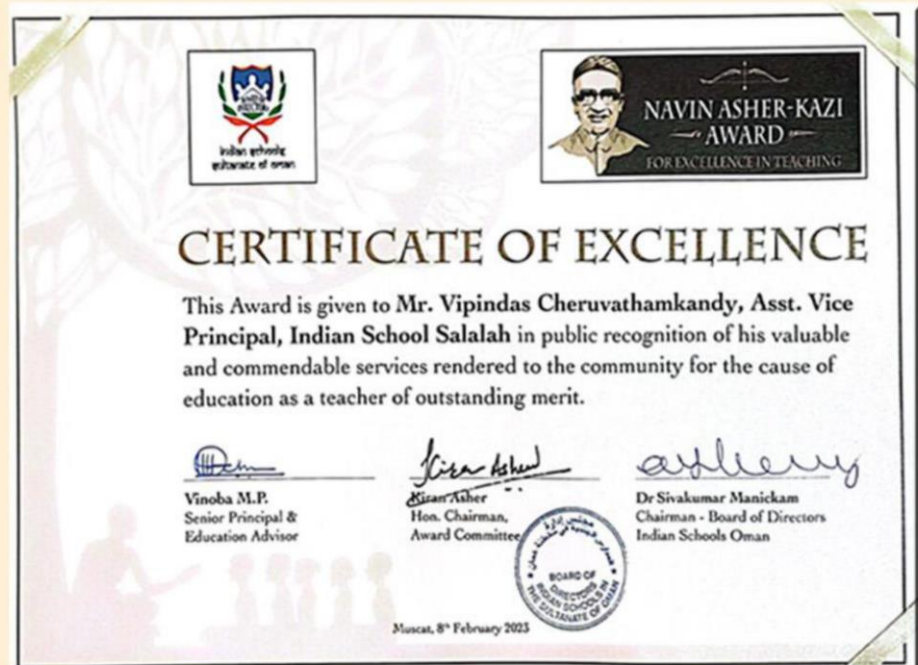 indian schools
sultanate of oman
NAVIN ASHER-KAZI
AWARD
FOR EXCELLENCE IN TEACHING
CERTIFICATE OF EXCELLENCE
This Award is given to Mr. Vipindas Cheruvathamkandy, Asst. Vice
Principal, Indian School Salalah in public recognition of his valuable
and commendable services rendered to the community for the cause of
education as a teacher of outstanding merit.
Kiran Asher
Vinoba M.P.
Senior Principal &
Education Advisor
Kiran Asher
Hon. Chairman,
Award Committee
Dr Sivakumar Manickam
Chairman - Board of Directors
Indian Schools Oman
BOARD OF
DIRECTORS
INDIAN SCHOOLS IN
THE SULTANATE OF OMAN
Muscat, 8th February 2023